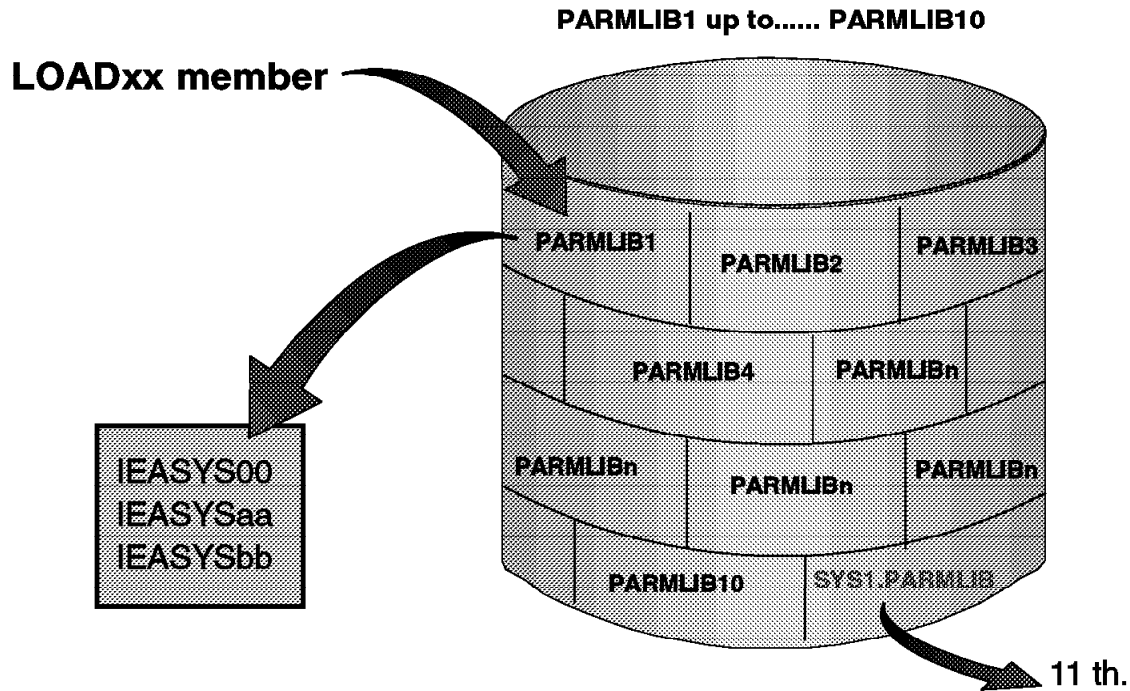 PARMLIB1 up to...... PARMLIB10
LOADxx member
PARMLIB1
PARMLIB2
PARMLIB3
PARMLIB4
PARMLIBn
PARMLIBn
PARMLIBn
PARMLIBn
PARMLIB10
SYS1.PARMLIB
IEASYS00
IEASYSaa
IEASYSbb
11 th.